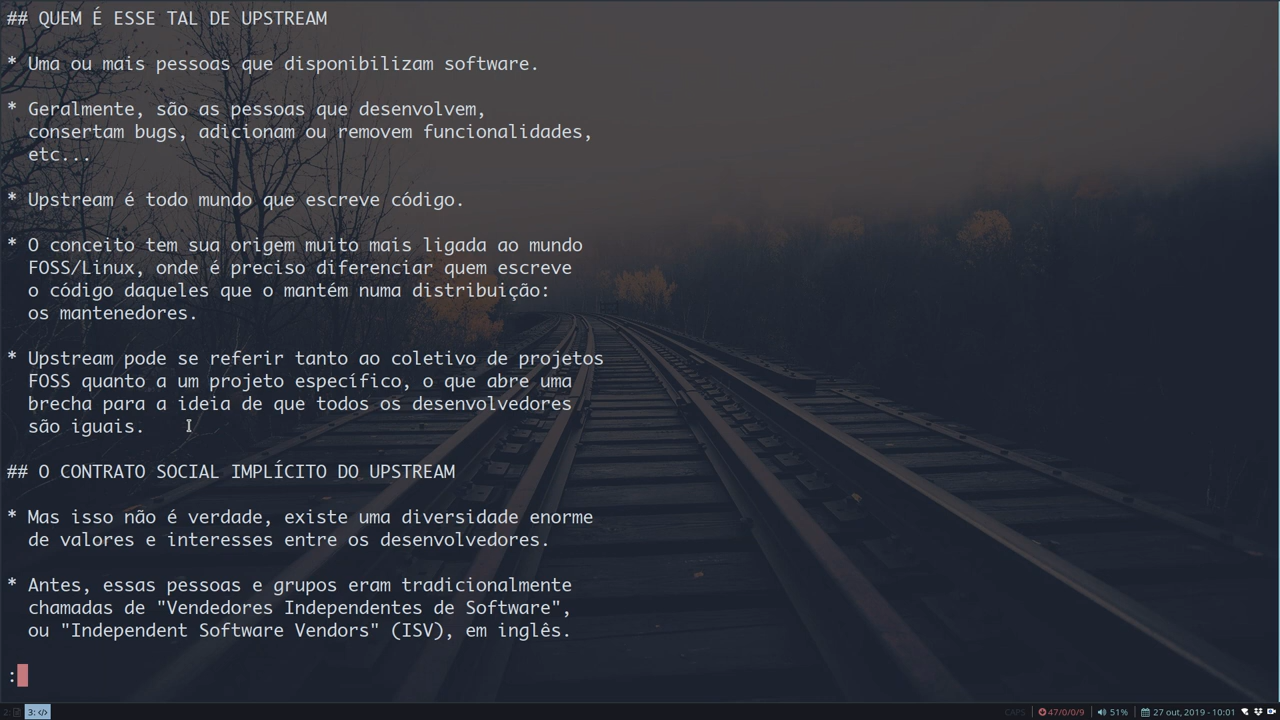 ## QUEM É ESSE TAL DE UPSTREAM
* Uma ou mais pessoas que disponibilizam software.
* Geralmente, são as pessoas que desenvolvem,
consertam bugs, adicionam ou removem funcionalidades,
etc...
* Upstream é todo mundo que escreve código.
* O conceito tem sua origem muito mais ligada ao mundo
FOSS/Linux, onde é preciso diferenciar quem escreve
o código daqueles que o mantém numa distribuição:
os mantenedores.
* Upstream pode se referir tanto ao coletivo de projetos
FOSS quanto a um projeto específico, o que abre uma
brecha para a ideia de que todos os desenvolvedores
são iguais.
## O CONTRATO SOCIAL IMPLÍCITO DO UPSTREAM
* Mas isso não é verdade, existe uma diversidade enorme
de valores e interesses entre os desenvolvedores.
* Antes, essas pessoas e grupos eram tradicionalmente
chamadas de "Vendedores Independentes de Software",
ou "Independent Software Vendors" (ISV), em inglês.
:
2: 3: </> CAPS 47/0/0/9 51% 27 out, 2019 - 10:01